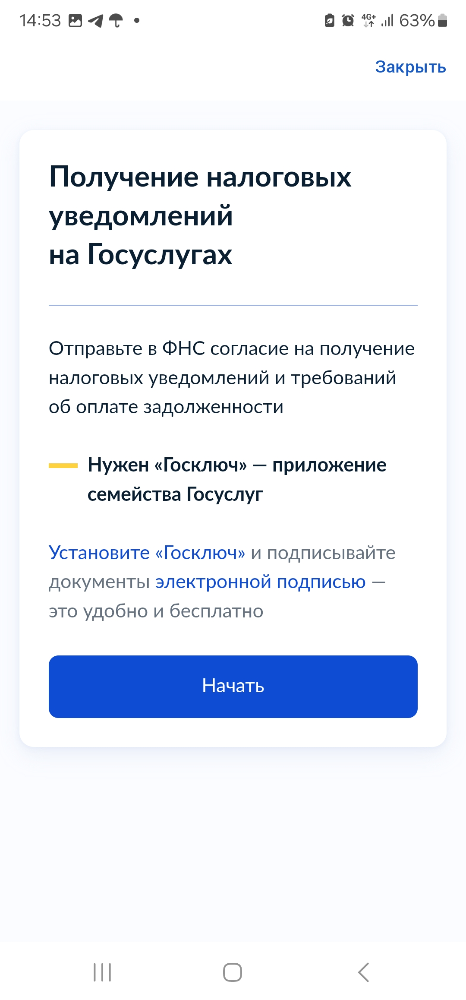 14:53
4G+
63%
Закрыть
Получение налоговых
уведомлений
на Госуслугах
Отправьте в ФНС согласие на получение
налоговых уведомлений и требований
об оплате задолженности
Нужен «Госключ» — приложение
семейства Госуслуг
Установите «Госключ» и подписывайте
документы электронной подписью —
это удобно и бесплатно
Начать